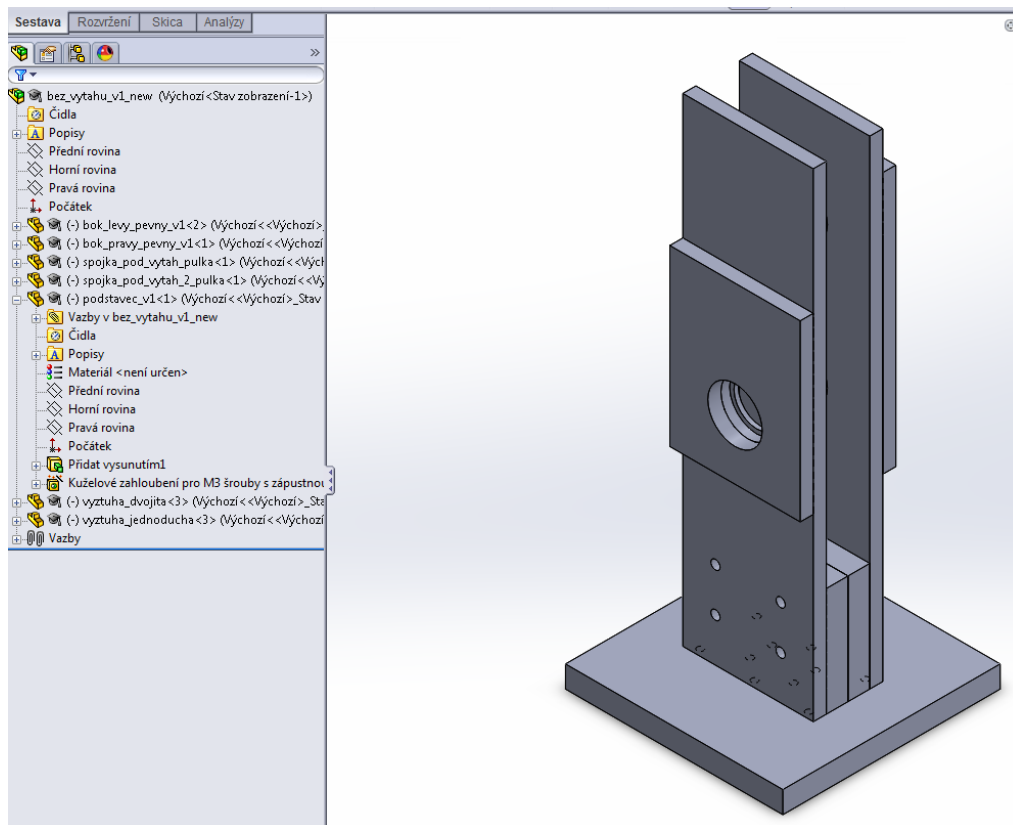 Sestava Rozvržení Skica Analýzy
»
bez_vytahu_v1_new (Výchozí<Stav zobrazení-1>)
Čidla
Popisy
Přední rovina
Horní rovina
Pravá rovina
Počátek
(-) bok_levy_pevny_v1<2> (Výchozí<<Výchozí>_
(-) bok_pravy_pevny_v1<1> (Výchozí<<Výchozí
(-) spojka_pod_vytah_pulka<1> (Výchozí<<Vých
(-) spojka_pod_vytah_2_pulka<1> (Výchozí<<Vý
(-) podstavec_v1<1> (Výchozí<<Výchozí>_Stav
Vazby v bez_vytahu_v1_new
Čidla
Popisy
Materiál <není určen>
Přední rovina
Horní rovina
Pravá rovina
Počátek
Přidat vysunutím1
Kuželové zahloubení pro M3 šrouby s zápustnou
(-) vyztuha_dvojita<3> (Výchozí<<Výchozí>_Sta
(-) vyztuha_jednoducha<3> (Výchozí<<Výchozí
Vazby